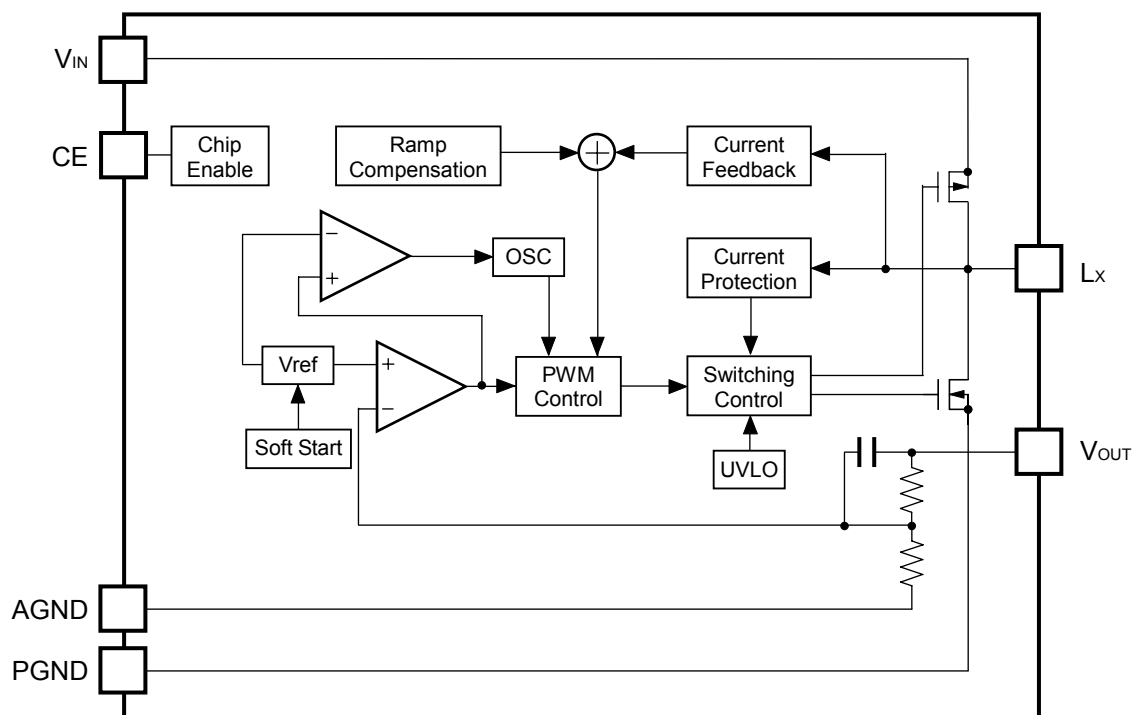 VIN
CE
Chip
Enable
Ramp
Compensation
+
Current
Feedback
−
+
OSC
Current
Protection
LX
Vref
+
−
PWM
Control
Switching
Control
Soft Start
UVLO
VOUT
AGND
PGND